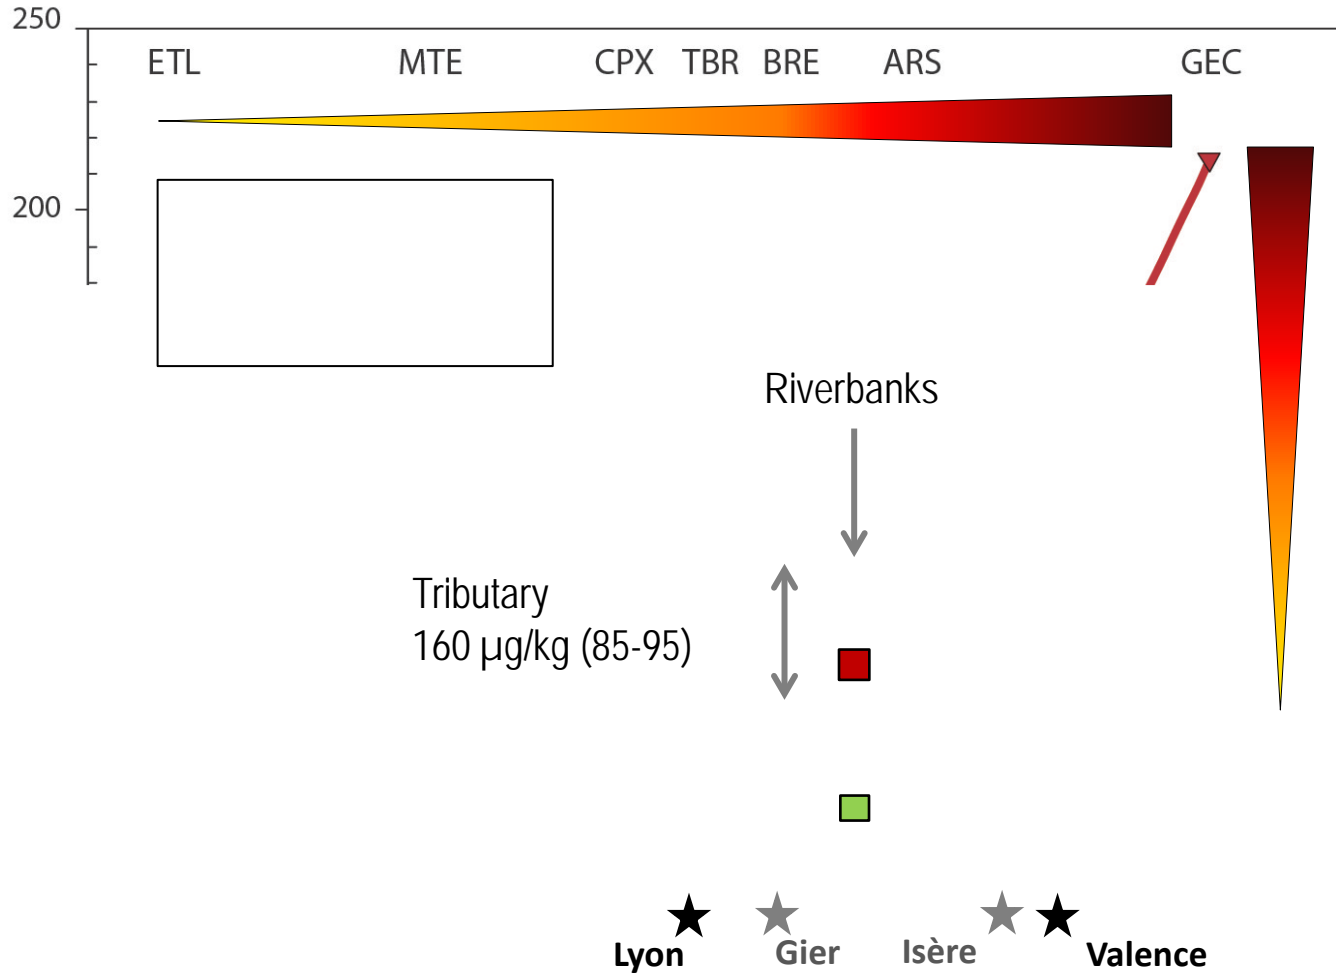 250
ETL MTE CPX TBR BRE ARS GEC
200
Riverbanks
Tributary
160 µg/kg (85-95)
Lyon Gier Isère Valence